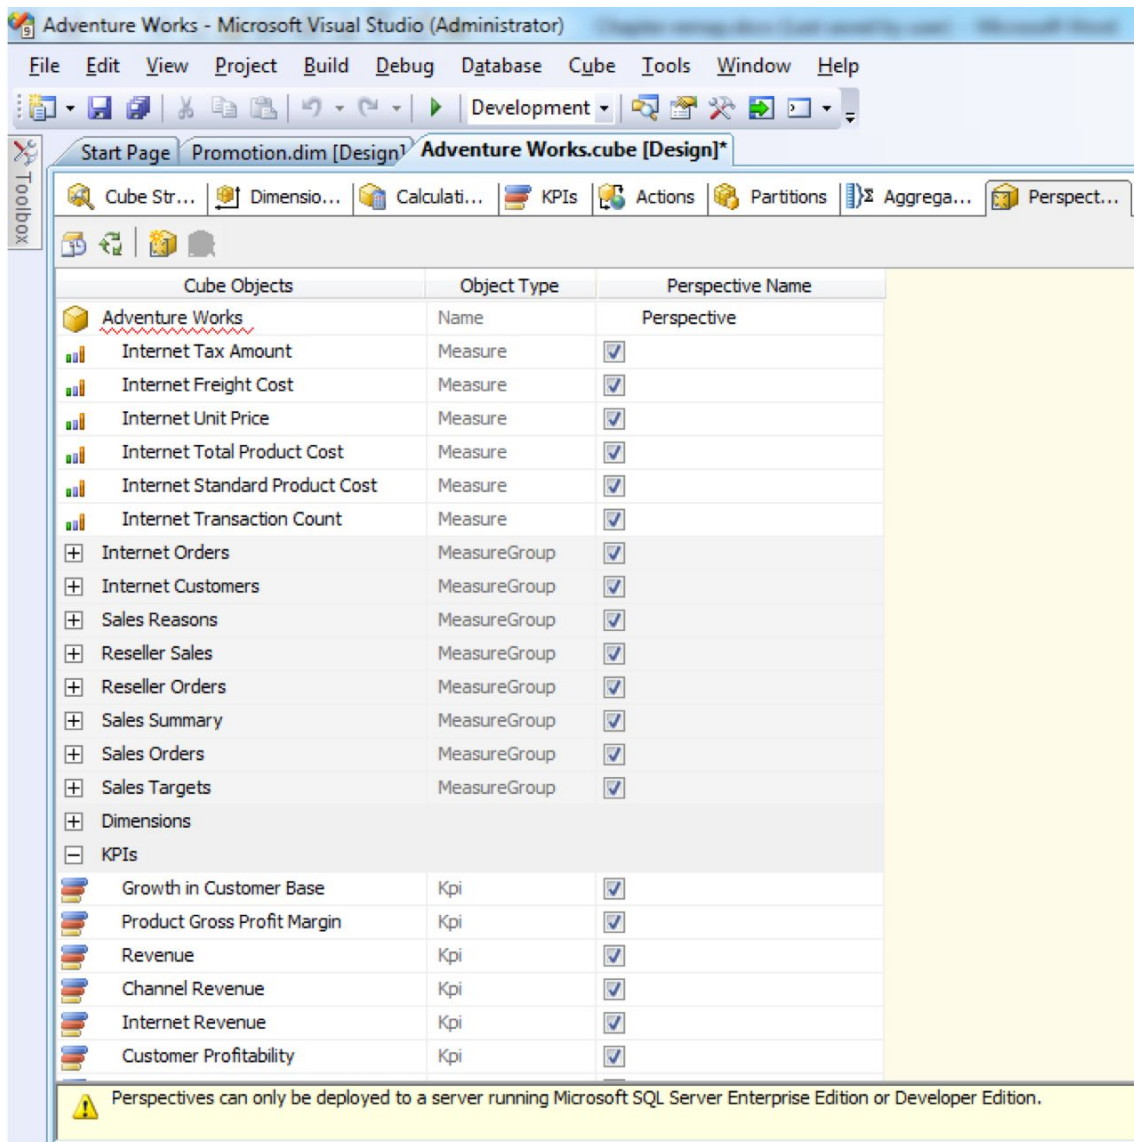 Adventure Works - Microsoft Visual Studio (Administrator)
File Edit View Project Build Debug Database Cube Tools Window Help
Development
Toolbox
Start Page Promotion.dim [Design] Adventure Works.cube [Design]*
Cube Str... Dimensio... Calculati... KPIs Actions Partitions Aggrega... Perspect...
Cube Objects Object Type Perspective Name
Adventure Works Name Perspective
Internet Tax Amount Measure
Internet Freight Cost Measure
Internet Unit Price Measure
Internet Total Product Cost Measure
Internet Standard Product Cost Measure
Internet Transaction Count Measure
Internet Orders MeasureGroup
Internet Customers MeasureGroup
Sales Reasons MeasureGroup
Reseller Sales MeasureGroup
Reseller Orders MeasureGroup
Sales Summary MeasureGroup
Sales Orders MeasureGroup
Sales Targets MeasureGroup
Dimensions
KPIs
Growth in Customer Base Kpi
Product Gross Profit Margin Kpi
Revenue Kpi
Channel Revenue Kpi
Internet Revenue Kpi
Customer Profitability Kpi
Perspectives can only be deployed to a server running Microsoft SQL Server Enterprise Edition or Developer Edition.